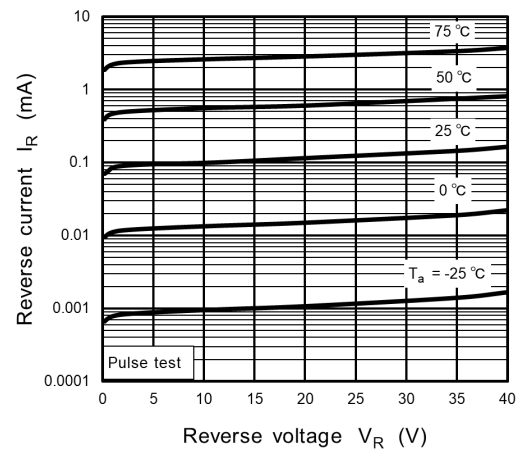 10
1
0.1
0.01
0.001
0.0001
Reverse current I_R (mA)
75 °C
50 °C
25 °C
0 °C
T_a = -25 °C
Pulse test
0 5 10 15 20 25 30 35 40
Reverse voltage V_R (V)